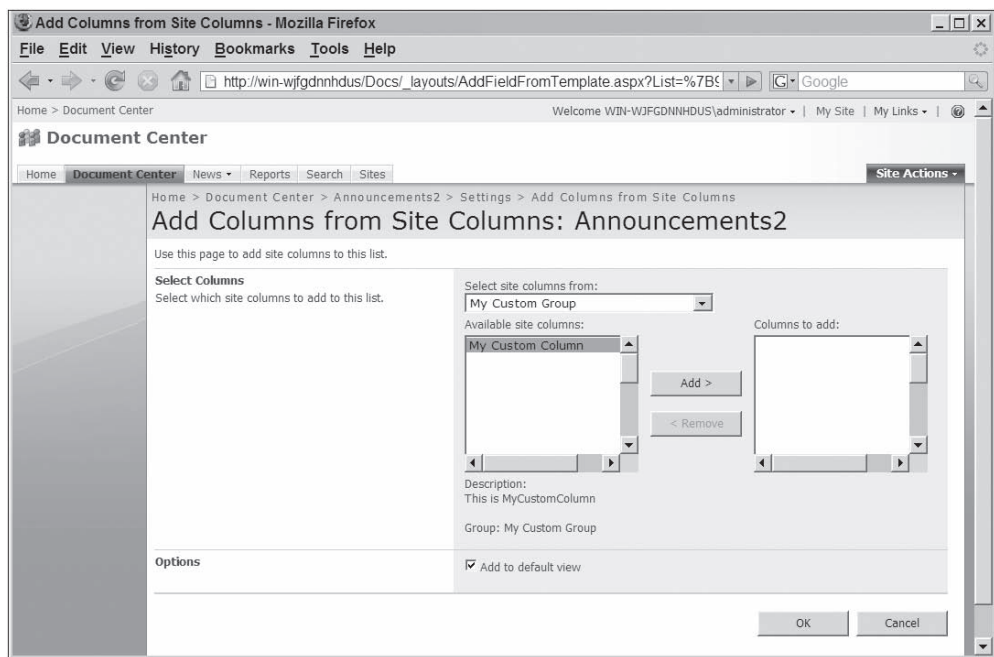 Add Columns from Site Columns - Mozilla Firefox
File Edit View History Bookmarks Tools Help
http://win-wjfgdnnhdus/Docs/_layouts/AddFieldFromTemplate.aspx?List=%7B9
G Google
Home > Document Center
Welcome WIN-WJFGDNNHDUS\administrator | My Site | My Links |
Document Center
Home Document Center News Reports Search Sites
Site Actions
Home > Document Center > Announcements2 > Settings > Add Columns from Site Columns
Add Columns from Site Columns: Announcements2
Use this page to add site columns to this list.
Select Columns
Select which site columns to add to this list.
Select site columns from:
My Custom Group
Available site columns:
My Custom Column
Add >
< Remove
Columns to add:
Description:
This is MyCustomColumn
Group: My Custom Group
Options
Add to default view
OK
Cancel